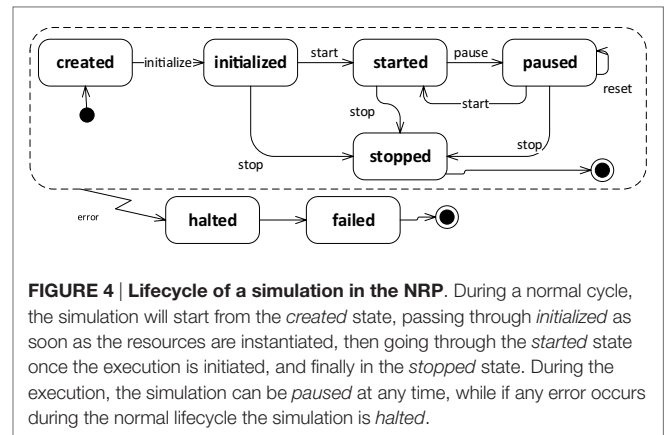 created
initialize
initialized
start
started
pause
paused
reset
start
stop
stop
stop
stopped
error
halted
failed
FIGURE 4 | Lifecycle of a simulation in the NRP. During a normal cycle,
the simulation will start from the created state, passing through initialized as
soon as the resources are instantiated, then going through the started state
once the execution is initiated, and finally in the stopped state. During the
execution, the simulation can be paused at any time, while if any error occurs
during the normal lifecycle the simulation is halted.